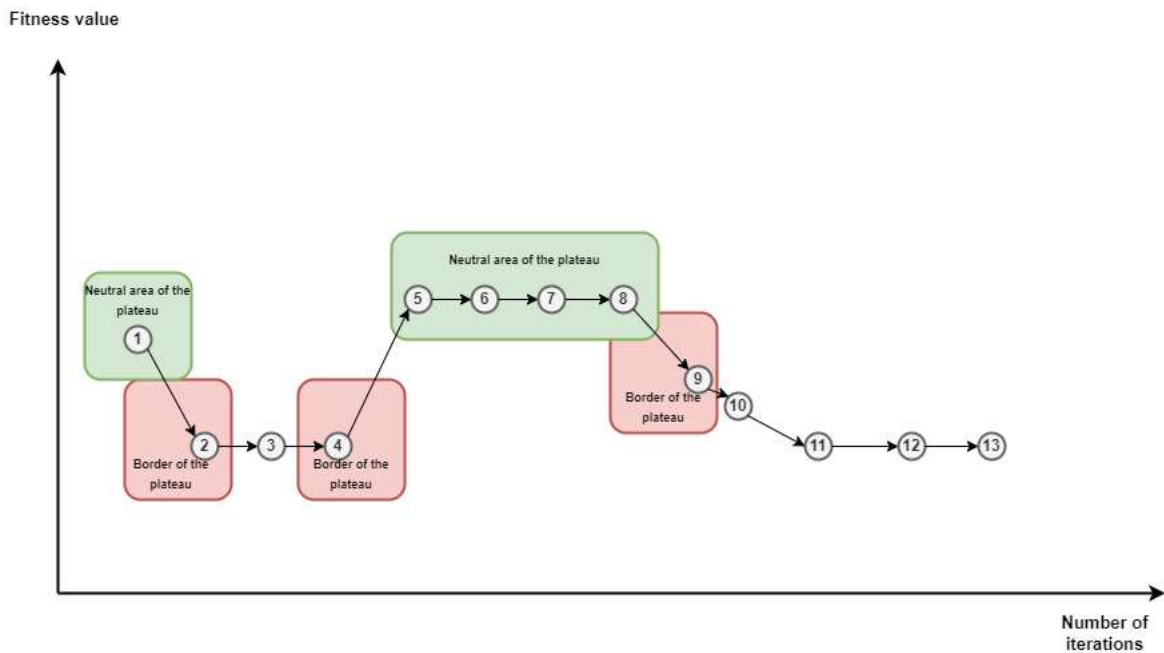 Fitness value
Neutral area of the plateau
Neutral area of the
plateau
5
6
7
8
1
9
Border of the
plateau
10
2
3
4
11
12
13
Border of the
plateau
Border of the
plateau
Number of
iterations